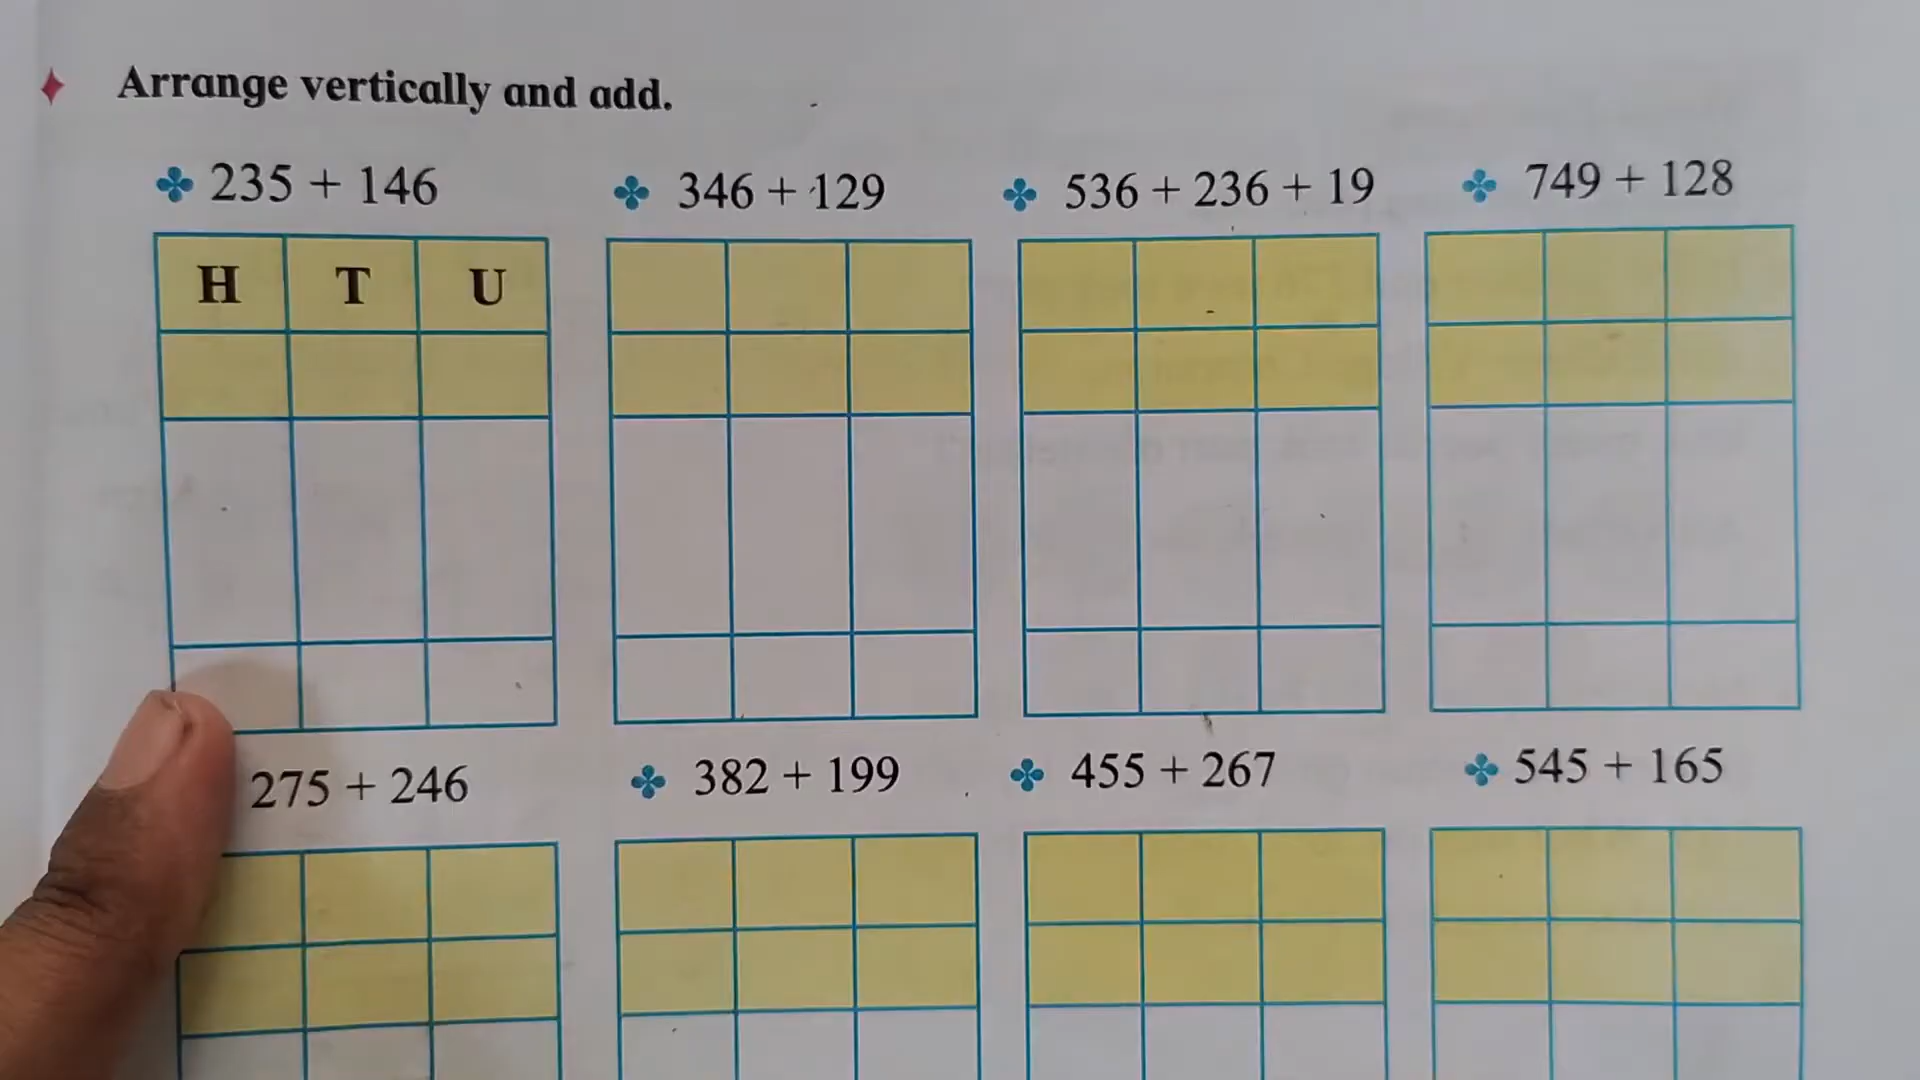 Arrange vertically and add.
235 + 146
346 + 129
536 + 236 + 19
749 + 128
H T U
275 + 246
382 + 199
455 + 267
545 + 165